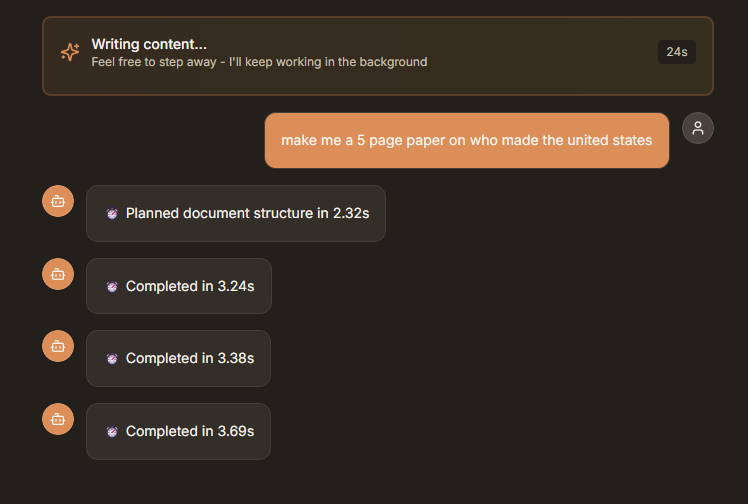 Writing content...
Feel free to step away - I'll keep working in the background
24s
make me a 5 page paper on who made the united states
Planned document structure in 2.32s
Completed in 3.24s
Completed in 3.38s
Completed in 3.69s